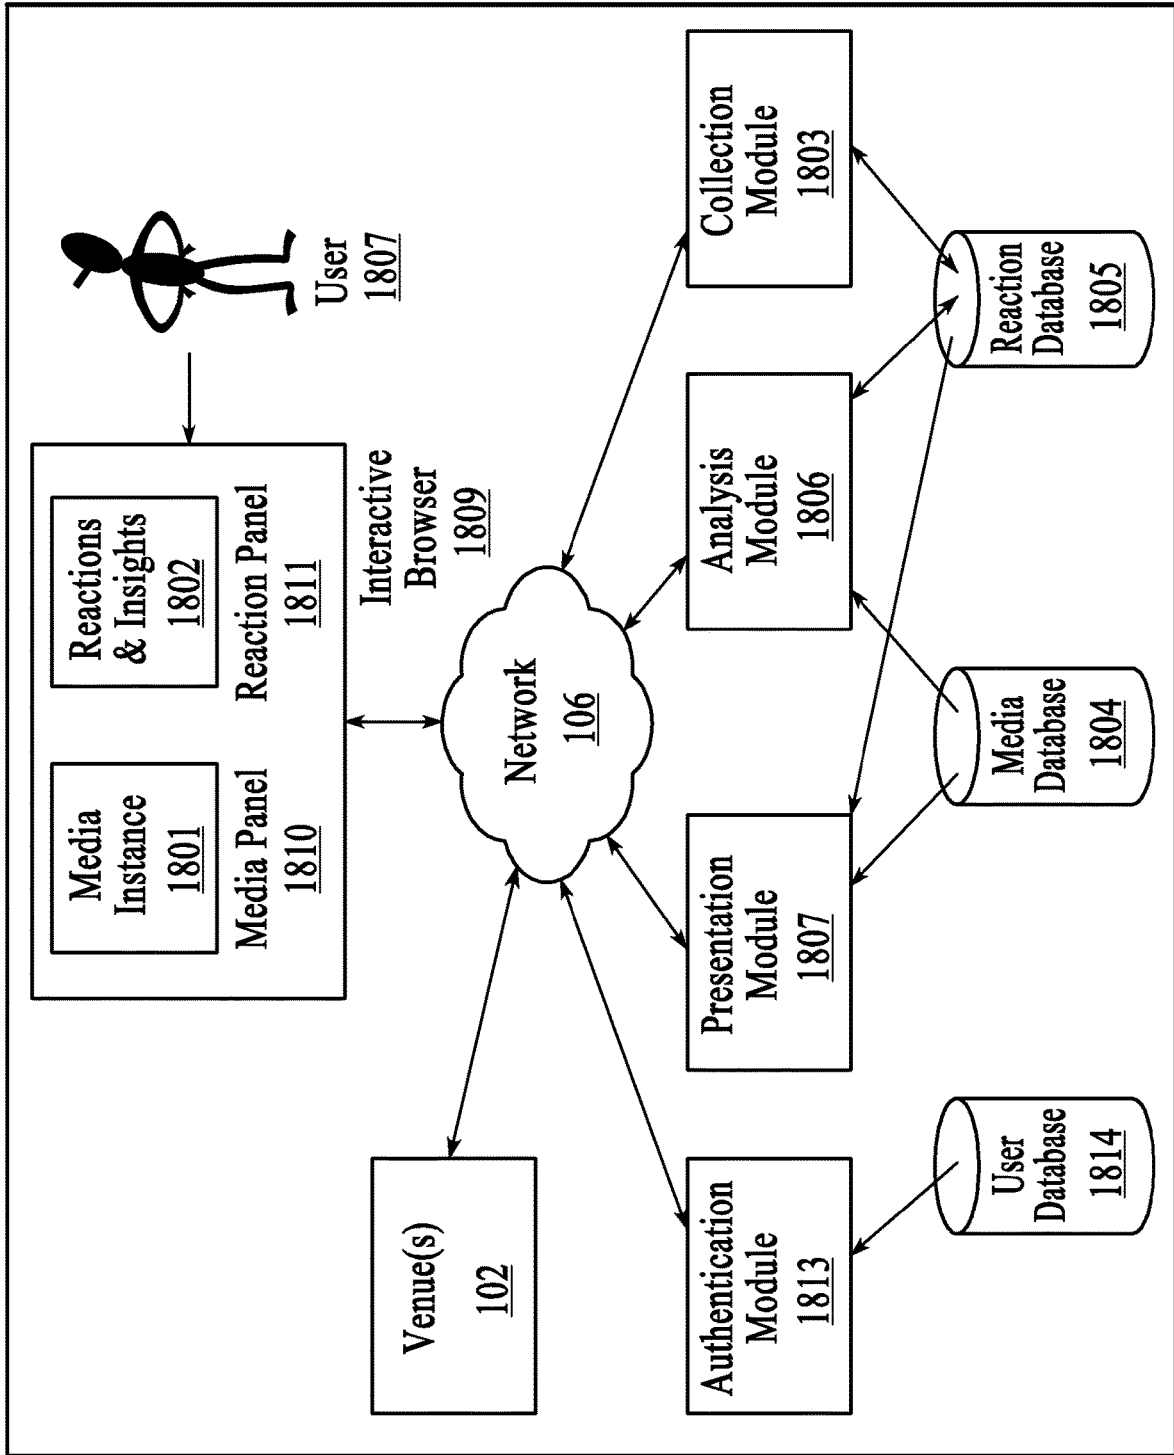 Media
Instance
1801
Media Panel
1810
Reactions
& Insights
1802
Reaction Panel
1811
User
1807
Interactive
Browser
1809
Venue(s)
102
Network
106
Authentication
Module
1813
Presentation
Module
1807
Analysis
Module
1806
Collection
Module
1803
User
Database
1814
Media
Database
1804
Reaction
Database
1805